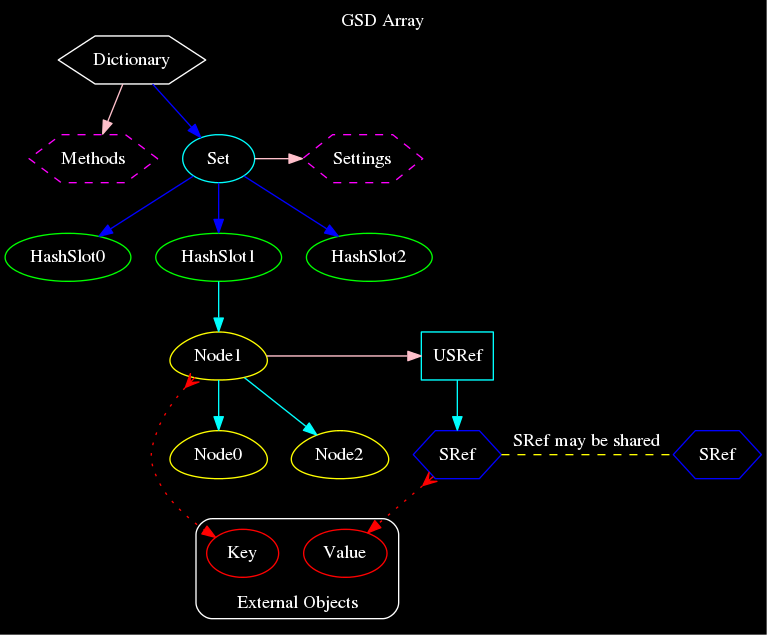 GSD Array
Dictionary
Methods
Set
Settings
HashSlot0
HashSlot1
HashSlot2
Node1
USRef
Node0
Node2
SRef
SRef may be shared
SRef
Key
Value
External Objects